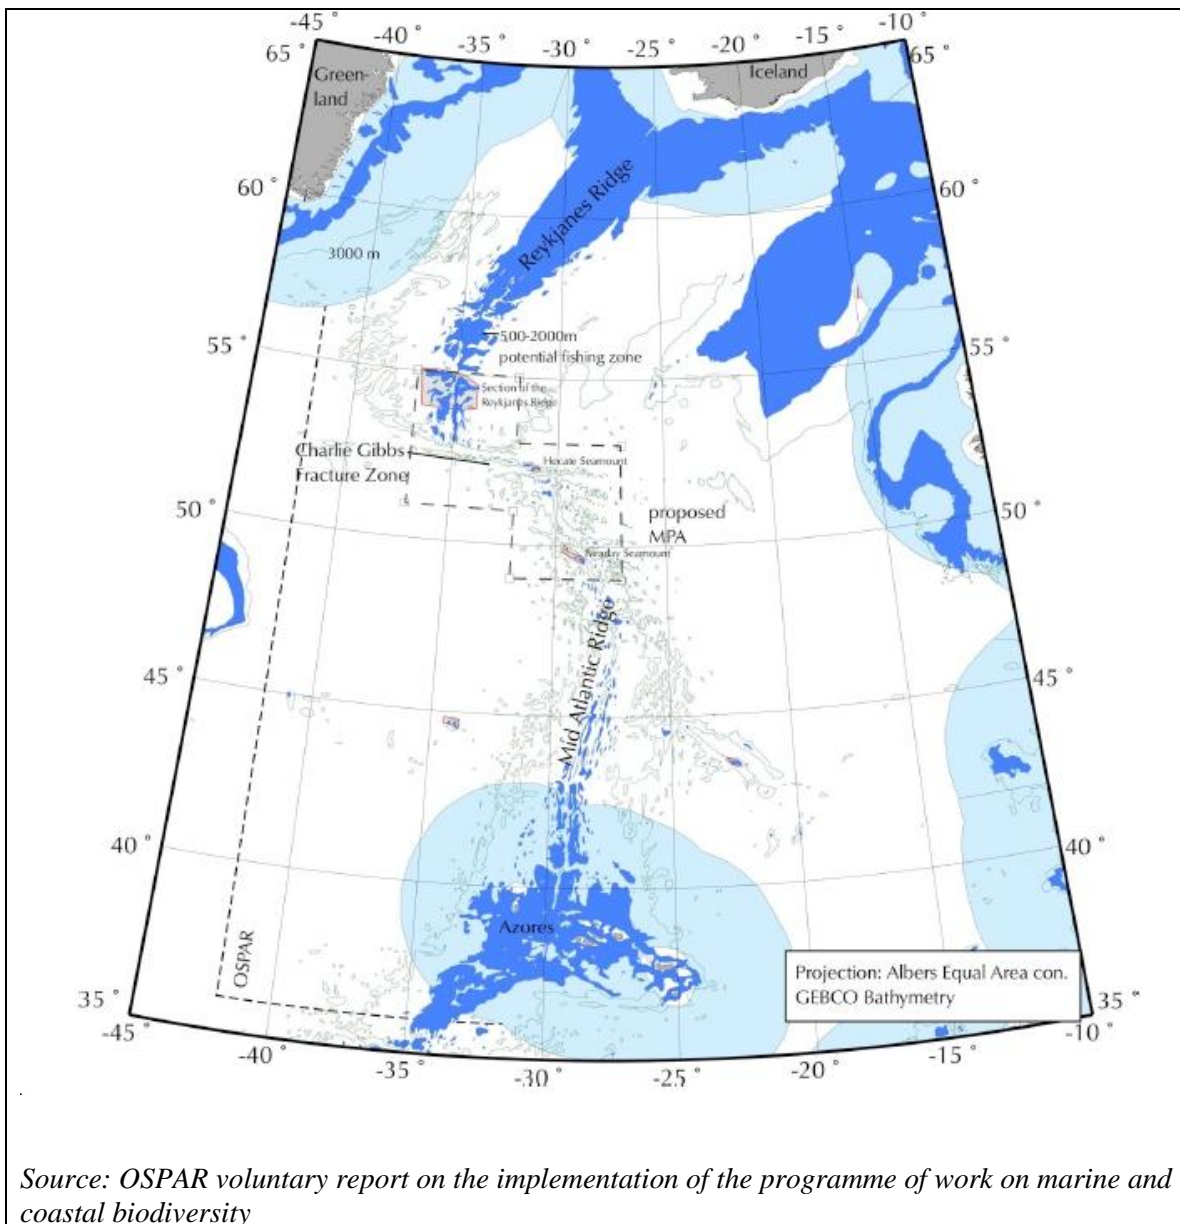 -45 °
-40 °
-35 °
-30 °
-25 °
-20 °
-15 °
-10 °
65 °
65 °
Green-
land
Iceland
60 °
60 °
Reykjanes Ridge
3000 m
55 °
55 °
500-2000m
potential fishing zone
Section of the
Reykjanes Ridge
Charlie Gibbs
Fracture Zone
Hecate Seamount
50 °
50 °
proposed
MPA
Faraday Seamount
Mid Atlantic Ridge
45 °
45 °
40 °
40 °
Azores
OSPAR
Projection: Albers Equal Area con.
GEBCO Bathymetry
35 °
35 °
-45 °
-40 °
-35 °
-30 °
-25 °
-20 °
-15 °
-10 °
Source: OSPAR voluntary report on the implementation of the programme of work on marine and
coastal biodiversity